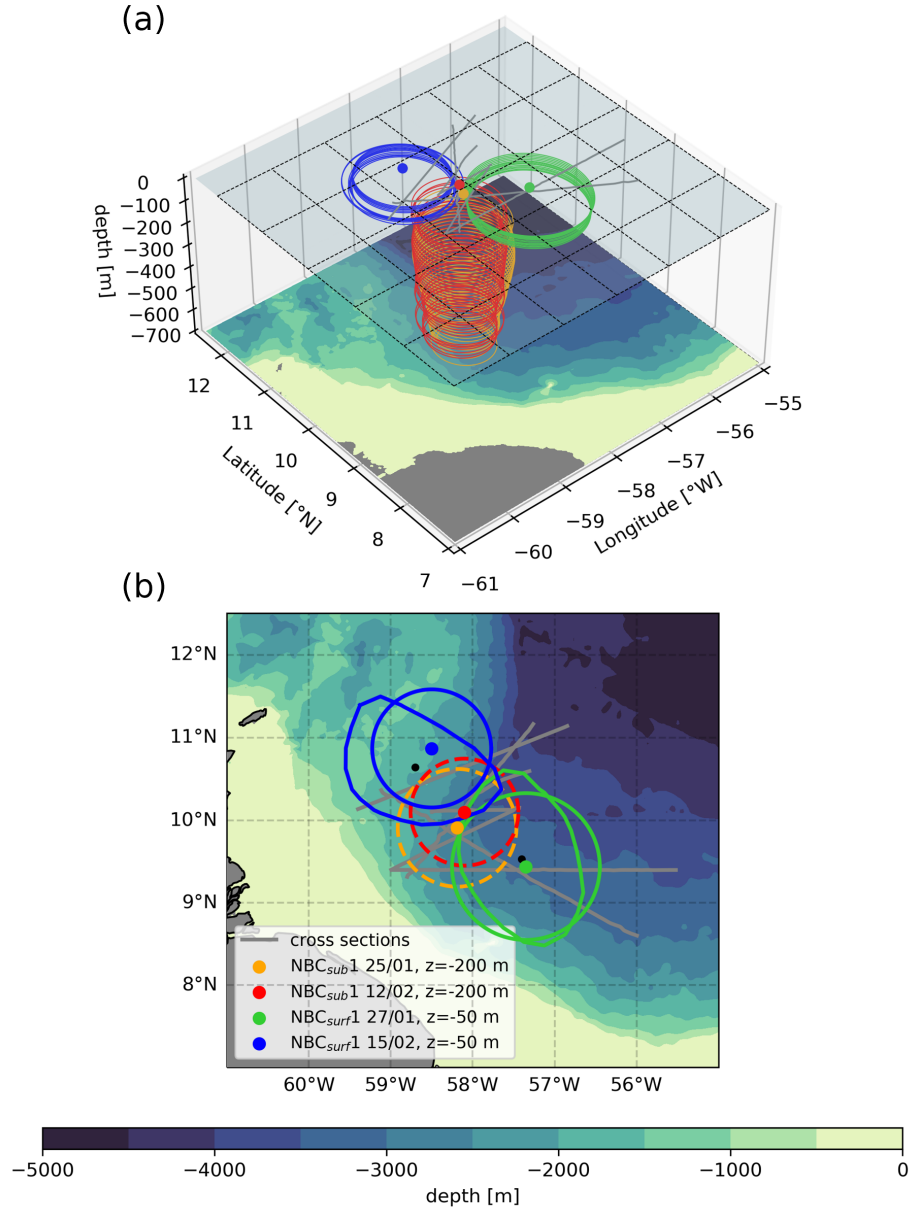 (a)
0
−100
−200
−300
−400
−500
−600
−700
depth [m]
12
11
10
9
8
7
Latitude [°N]
−55
−56
−57
−58
−59
−60
−61
Longitude [°W]
(b)
12°N
11°N
10°N
9°N
8°N
cross sections
NBCsub1 25/01, z=-200 m
NBCsub1 12/02, z=-200 m
NBCsurf1 27/01, z=-50 m
NBCsurf1 15/02, z=-50 m
60°W 59°W 58°W 57°W 56°W
−5000 −4000 −3000 −2000 −1000 0
depth [m]